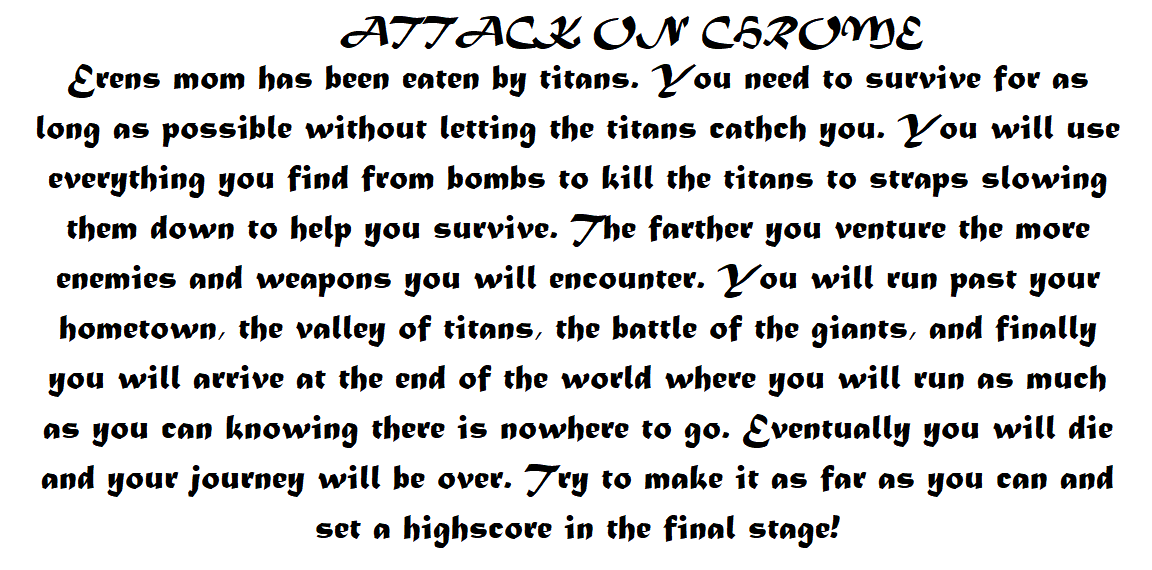 ATTACK ON CHROME
Erens mom has been eaten by titans. You need to survive for as
long as possible without letting the titans cathch you. You will use
everything you find from bombs to kill the titans to straps slowing
them down to help you survive. The farther you venture the more
enemies and weapons you will encounter. You will run past your
hometown, the valley of titans, the battle of the giants, and finally
you will arrive at the end of the world where you will run as much
as you can knowing there is nowhere to go. Eventually you will die
and your journey will be over. Try to make it as far as you can and
set a highscore in the final stage!